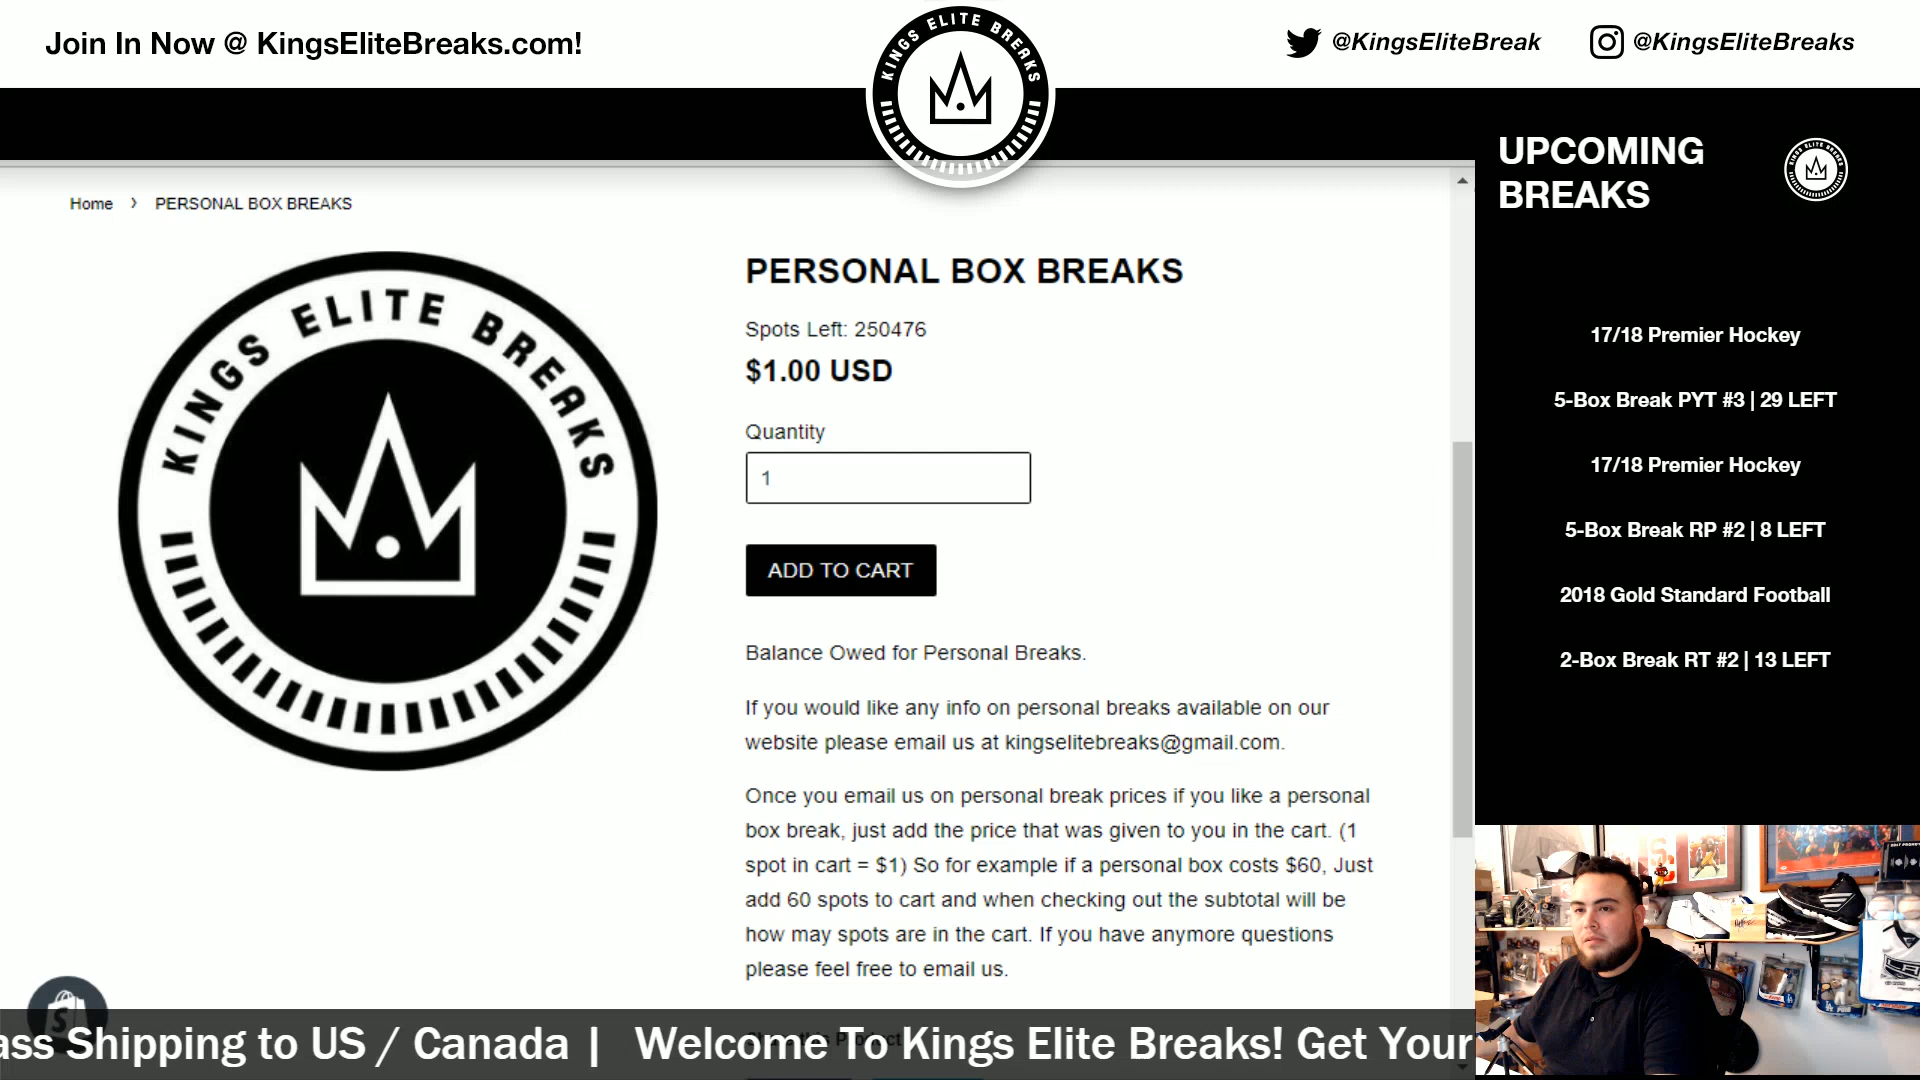 Join In Now @ KingsEliteBreaks.com!
KINGS ELITE BREAKS
@KingsEliteBreak
@KingsEliteBreaks
UPCOMING
BREAKS
KINGS ELITE BREAKS
17/18 Premier Hockey
5-Box Break PYT #3 | 29 LEFT
17/18 Premier Hockey
5-Box Break RP #2 | 8 LEFT
2018 Gold Standard Football
2-Box Break RT #2 | 13 LEFT
Home › PERSONAL BOX BREAKS
KINGS ELITE BREAKS
PERSONAL BOX BREAKS
Spots Left: 250476
$1.00 USD
Quantity
1
ADD TO CART
Balance Owed for Personal Breaks.
If you would like any info on personal breaks available on our
website please email us at kingselitebreaks@gmail.com.
Once you email us on personal break prices if you like a personal
box break, just add the price that was given to you in the cart. (1
spot in cart = $1) So for example if a personal box costs $60, Just
add 60 spots to cart and when checking out the subtotal will be
how may spots are in the cart. If you have anymore questions
please feel free to email us.
ass Shipping to US / Canada | Welcome To Kings Elite Breaks! Get Your